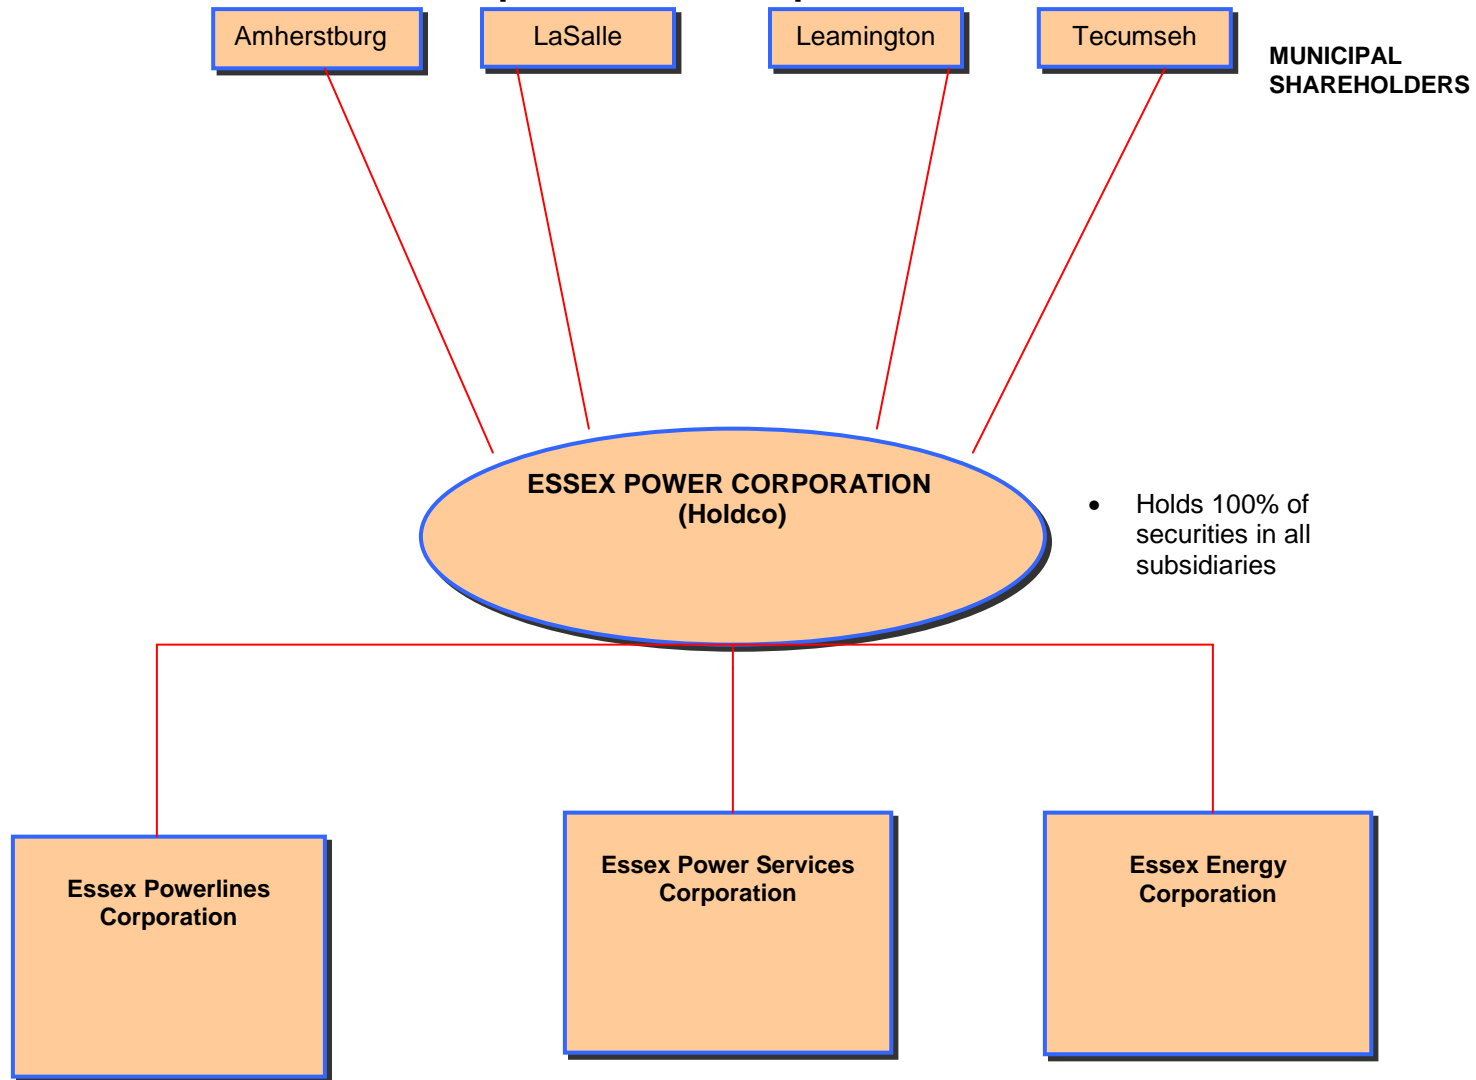 Amherstburg
LaSalle
Leamington
Tecumseh
MUNICIPAL
SHAREHOLDERS
ESSEX POWER CORPORATION
(Holdco)
• Holds 100% of
securities in all
subsidiaries
Essex Powerlines
Corporation
Essex Power Services
Corporation
Essex Energy
Corporation